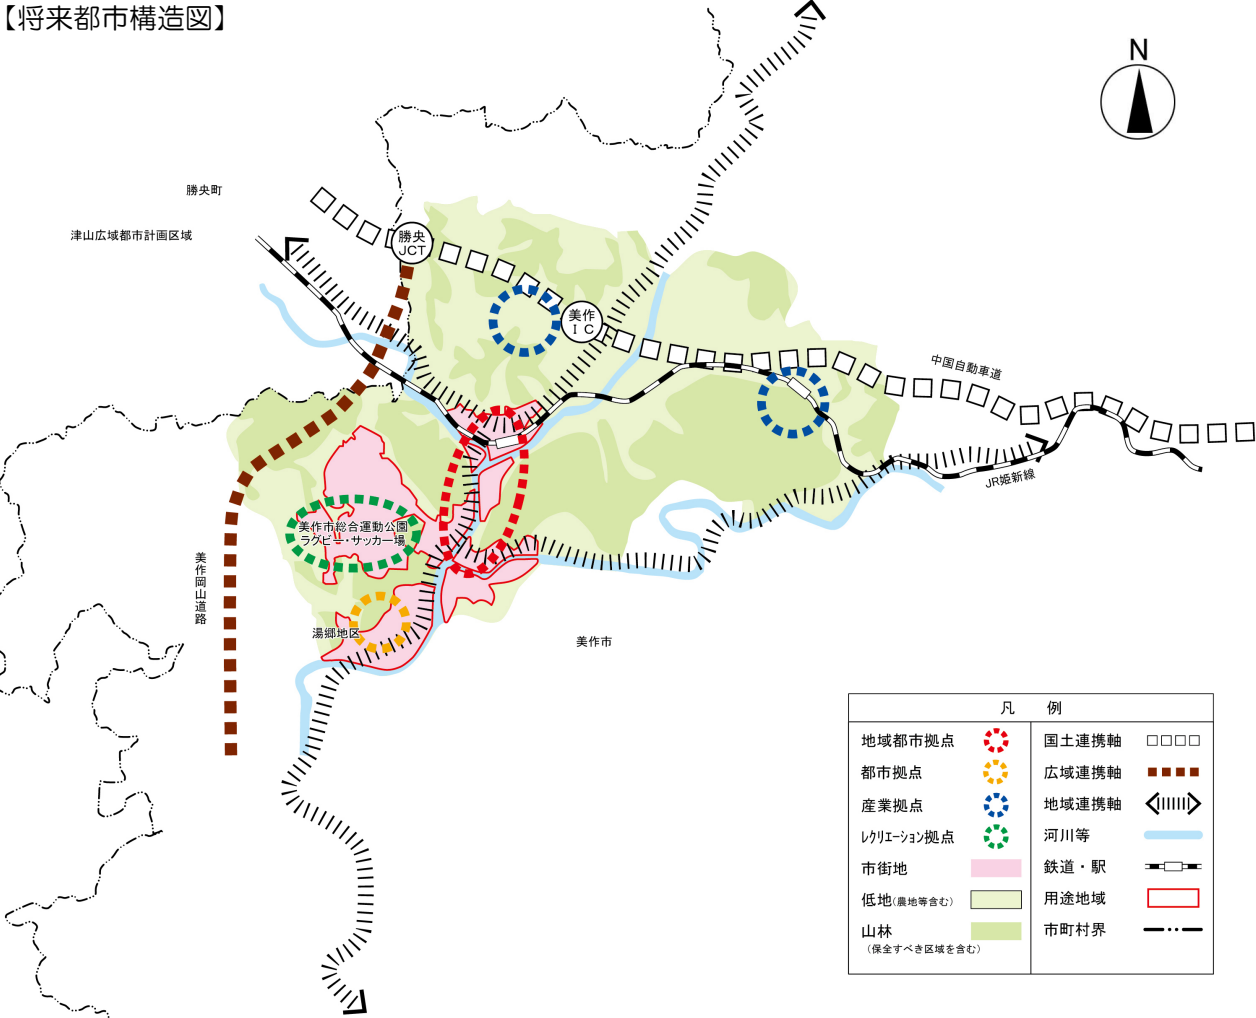 【将来都市構造図】
N
勝央町
津山広域都市計画区域
勝央
JCT
美作
ＩＣ
中国自動車道
JR姫新線
美作市総合運動公園
ラグビー・サッカー場
美作岡山道路
湯郷地区
美作市
凡　例
地域都市拠点
国土連携軸
都市拠点
広域連携軸
産業拠点
地域連携軸
ﾚｸﾘｴｰｼｮﾝ拠点
河川等
市街地
鉄道・駅
低地(農地等含む)
用途地域
山林
市町村界
(保全すべき区域を含む)